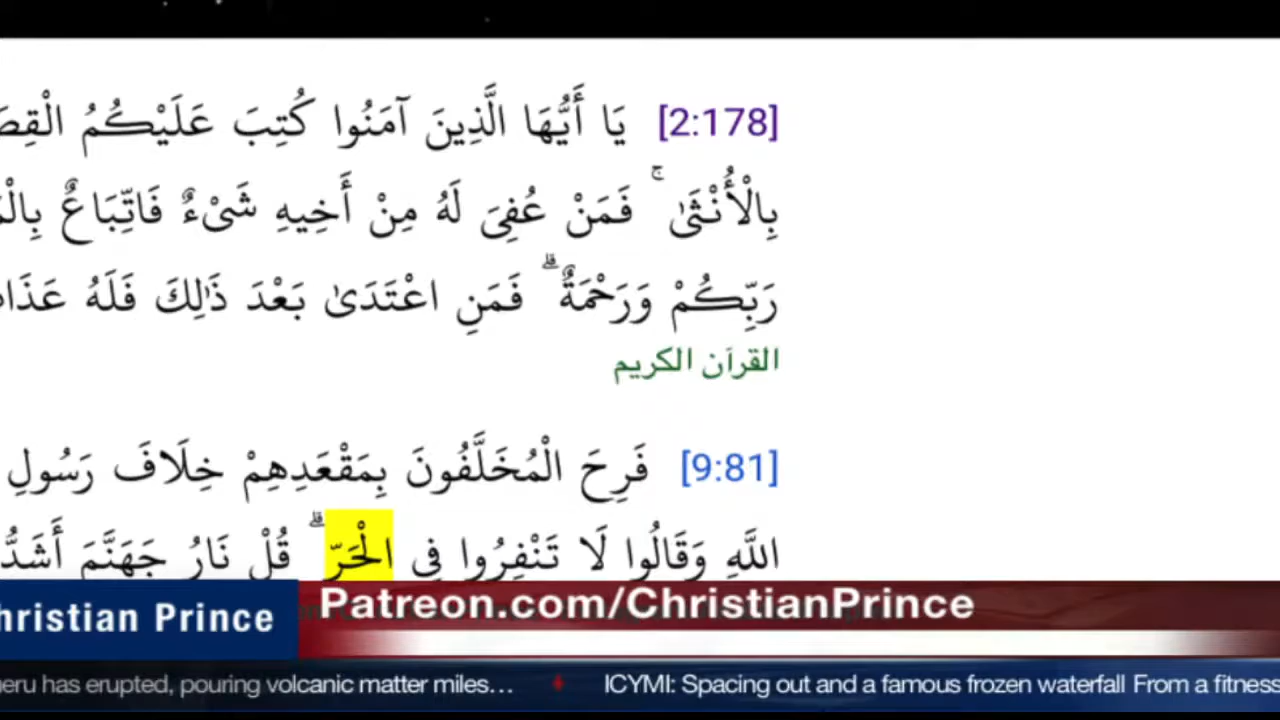 [2:178] يَا أَيُّهَا الَّذِينَ آمَنُوا كُتِبَ عَلَيْكُمُ
بِالْأُنْثَىٰ ۚ فَمَنْ عُفِيَ لَهُ مِنْ أَخِيهِ شَيْءٌ فَاتِّبَاعٌ
رَبِّكُمْ وَرَحْمَةٌ ۗ فَمَنِ اعْتَدَىٰ بَعْدَ ذَٰلِكَ فَلَهُ
القرآن الكريم
[9:81] فَرِحَ الْمُخَلَّفُونَ بِمَقْعَدِهِمْ خِلَافَ رَسُولِ
اللَّهِ وَقَالُوا لَا تَنْفِرُوا فِي الْحَرِّ ۗ قُلْ نَارُ جَهَنَّمَ أَشَدُّ
hristian Prince
Patreon.com/ChristianPrince
eru has erupted, pouring volcanic matter miles... ICYMI: Spacing out and a famous frozen waterfall From a fitness